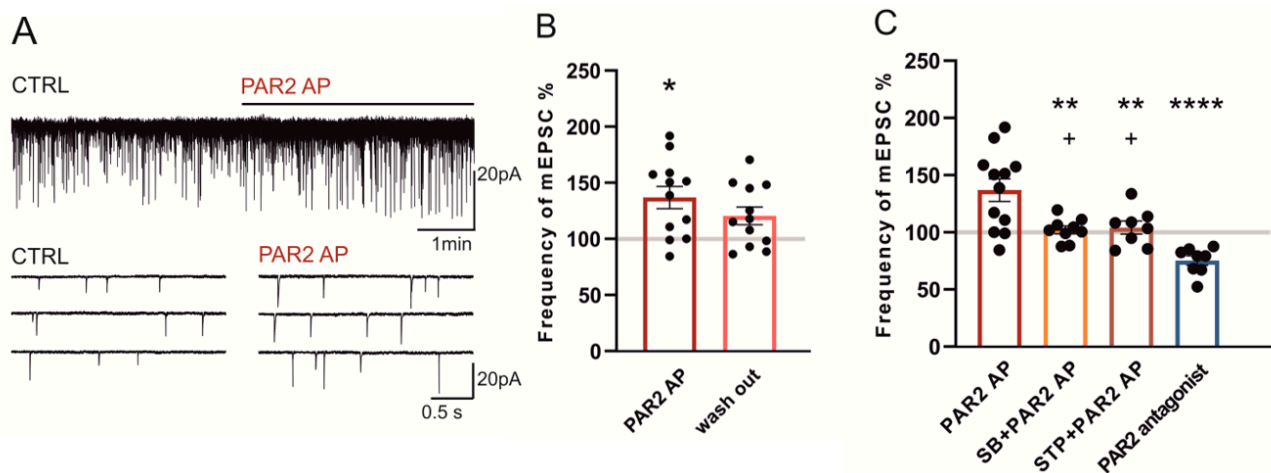 A
CTRL
PAR2 AP
20pA
1min
CTRL
PAR2 AP
20pA
0.5 s
B
Frequency of mEPSC %
250
200
150
100
50
0
*
PAR2 AP
wash out
C
Frequency of mEPSC %
250
200
150
100
50
0
** ** ****
+ +
PAR2 AP
SB+PAR2 AP
STP+PAR2 AP
PAR2 antagonist